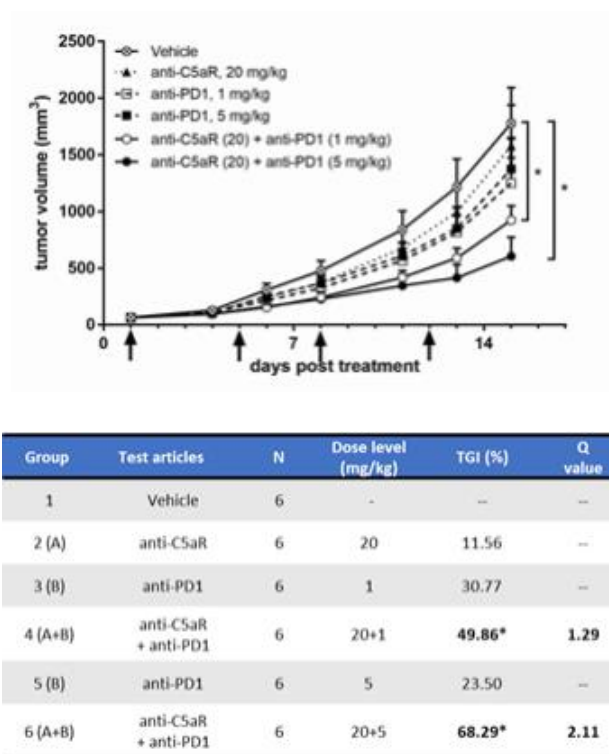 2500
Vehicle
anti-C5aR, 20 mg/kg
2000
anti-PD1, 1 mg/kg
anti-PD1, 5 mg/kg
anti-C5aR (20) + anti-PD1 (1 mg/kg)
1500
anti-C5aR (20) + anti-PD1 (5 mg/kg)
tumor volume (mm³)
* *
1000
500
0
0 7 14
days post treatment
Group Test articles N Dose level (mg/kg) TGI (%) Q value
1 Vehicle 6 - -- --
2 (A) anti-C5aR 6 20 11.56 --
3 (B) anti-PD1 6 1 30.77 --
4 (A+B) anti-C5aR + anti-PD1 6 20+1 49.86* 1.29
5 (B) anti-PD1 6 5 23.50 --
6 (A+B) anti-C5aR + anti-PD1 6 20+5 68.29* 2.11